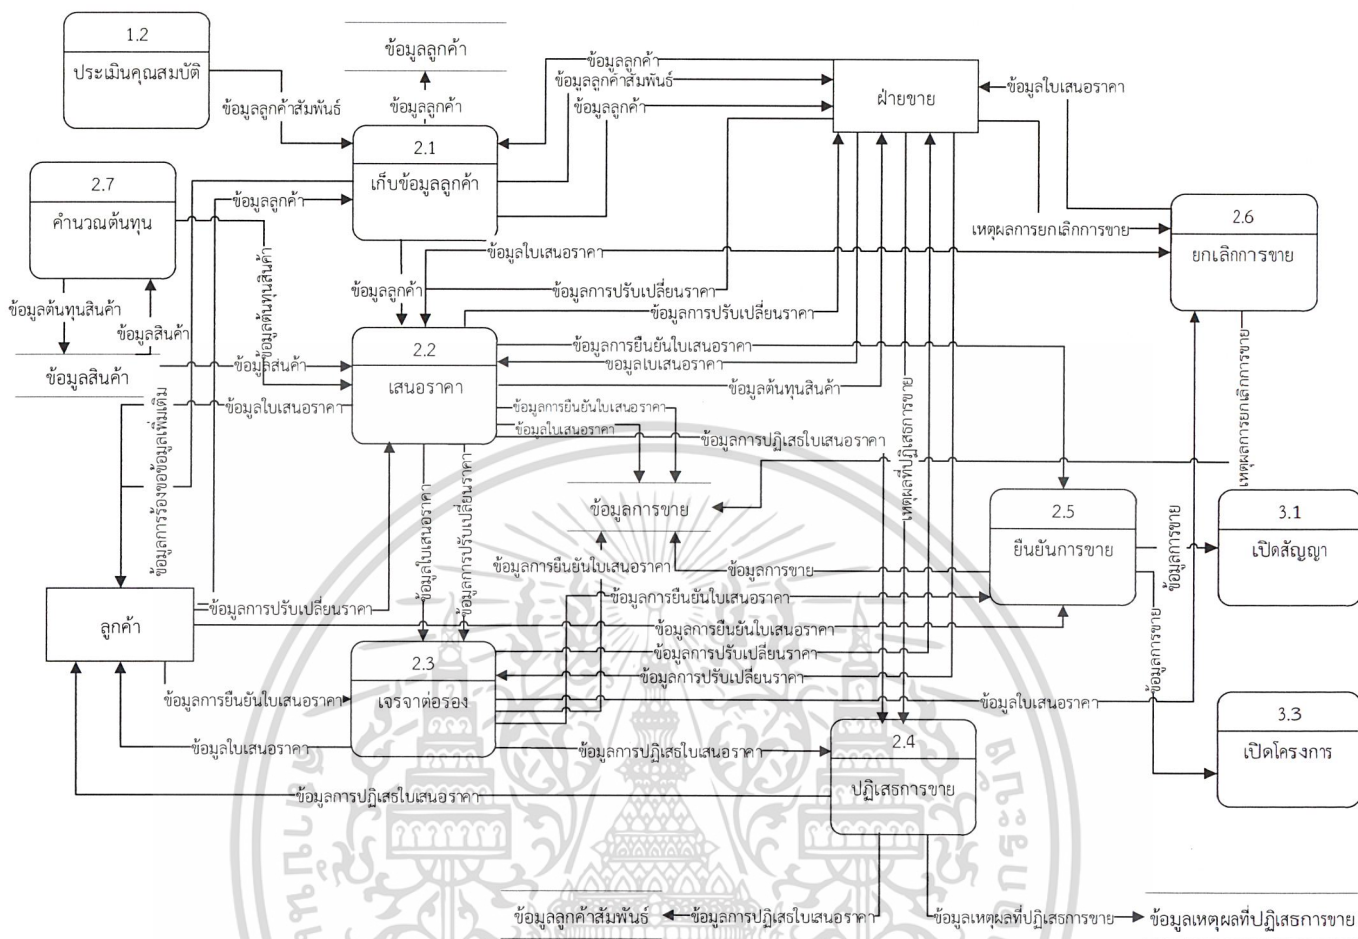 1.2
ประเมินคุณสมบัติ
ข้อมูลลูกค้า
ข้อมูลลูกค้า
ข้อมูลลูกค้าสัมพันธ์
ข้อมูลลูกค้า
ฝ่ายขาย
ข้อมูลใบเสนอราคา
ข้อมูลลูกค้าสัมพันธ์
ข้อมูลลูกค้า
2.1
เก็บข้อมูลลูกค้า
2.7
คำนวณต้นทุน
ข้อมูลลูกค้า
2.6
ยกเลิกการขาย
เหตุผลการยกเลิกการขาย
ข้อมูลใบเสนอราคา
ข้อมูลต้นทุนสินค้า
ข้อมูลลูกค้า
ข้อมูลการปรับเปลี่ยนราคา
ข้อมูลต้นทุนสินค้า
ข้อมูลสินค้า
ข้อมูลการปรับเปลี่ยนราคา
2.2
เสนอราคา
ข้อมูลการยืนยันใบเสนอราคา
ข้อมูลใบเสนอราคา
ข้อมูลสินค้า
ข้อมูลสินค้า
ข้อมูลต้นทุนสินค้า
ข้อมูลใบเสนอราคา
ข้อมูลการยืนยันใบเสนอราคา
ข้อมูลใบเสนอราคา
ข้อมูลการปฏิเสธใบเสนอราคา
เหตุผลที่ปฏิเสธการขาย
เหตุผลการยกเลิกการขาย
ข้อมูลการร้องขอข้อมูลเพิ่มเติม
ข้อมูลใบเสนอราคา
ข้อมูลการปรับเปลี่ยนราคา
ข้อมูลการขาย
2.5
ยืนยันการขาย
ข้อมูลการขาย
3.1
เปิดสัญญา
ข้อมูลการยืนยันใบเสนอราคา
ข้อมูลการขาย
ข้อมูลการยืนยันใบเสนอราคา
ลูกค้า
ข้อมูลการปรับเปลี่ยนราคา
ข้อมูลการยืนยันใบเสนอราคา
ข้อมูลการขาย
2.3
เจรจาต่อรอง
ข้อมูลการปรับเปลี่ยนราคา
ข้อมูลการปรับเปลี่ยนราคา
ข้อมูลการยืนยันใบเสนอราคา
ข้อมูลใบเสนอราคา
3.3
เปิดโครงการ
ข้อมูลใบเสนอราคา
ข้อมูลการปฏิเสธใบเสนอราคา
2.4
ปฏิเสธการขาย
ข้อมูลการปฏิเสธใบเสนอราคา
ข้อมูลลูกค้าสัมพันธ์
ข้อมูลการปฏิเสธใบเสนอราคา
ข้อมูลเหตุผลที่ปฏิเสธการขาย
ข้อมูลเหตุผลที่ปฏิเสธการขาย